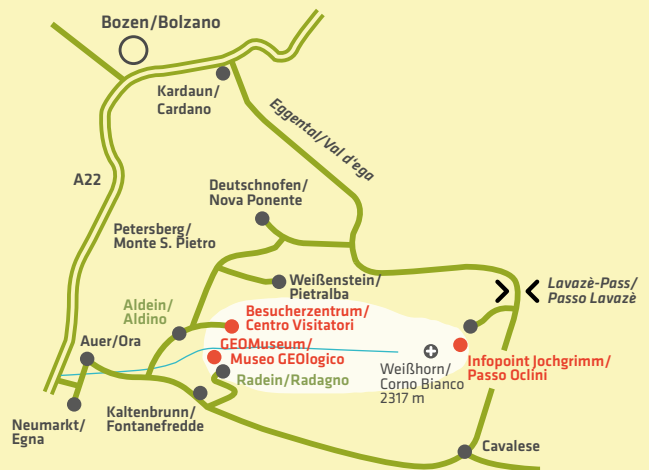 Bozen/Bolzano
Kardaun/
Cardano
Eggental/Val d'ega
A22
Deutschnofen/
Nova Ponente
Petersberg/
Monte S. Pietro
Weißenstein/
Pietralba
Lavazè-Pass/
Passo Lavazè
Aldein/
Aldino
Besucherzentrum/
Centro Visitatori
Auer/Ora
GEOMuseum/
Museo GEOlogico
Radein/Radagno
Weißhorn/
Corno Bianco
2317 m
Infopoint Jochgrimm/
Passo Oclini
Neumarkt/
Egna
Kaltenbrunn/
Fontanefredde
Cavalese